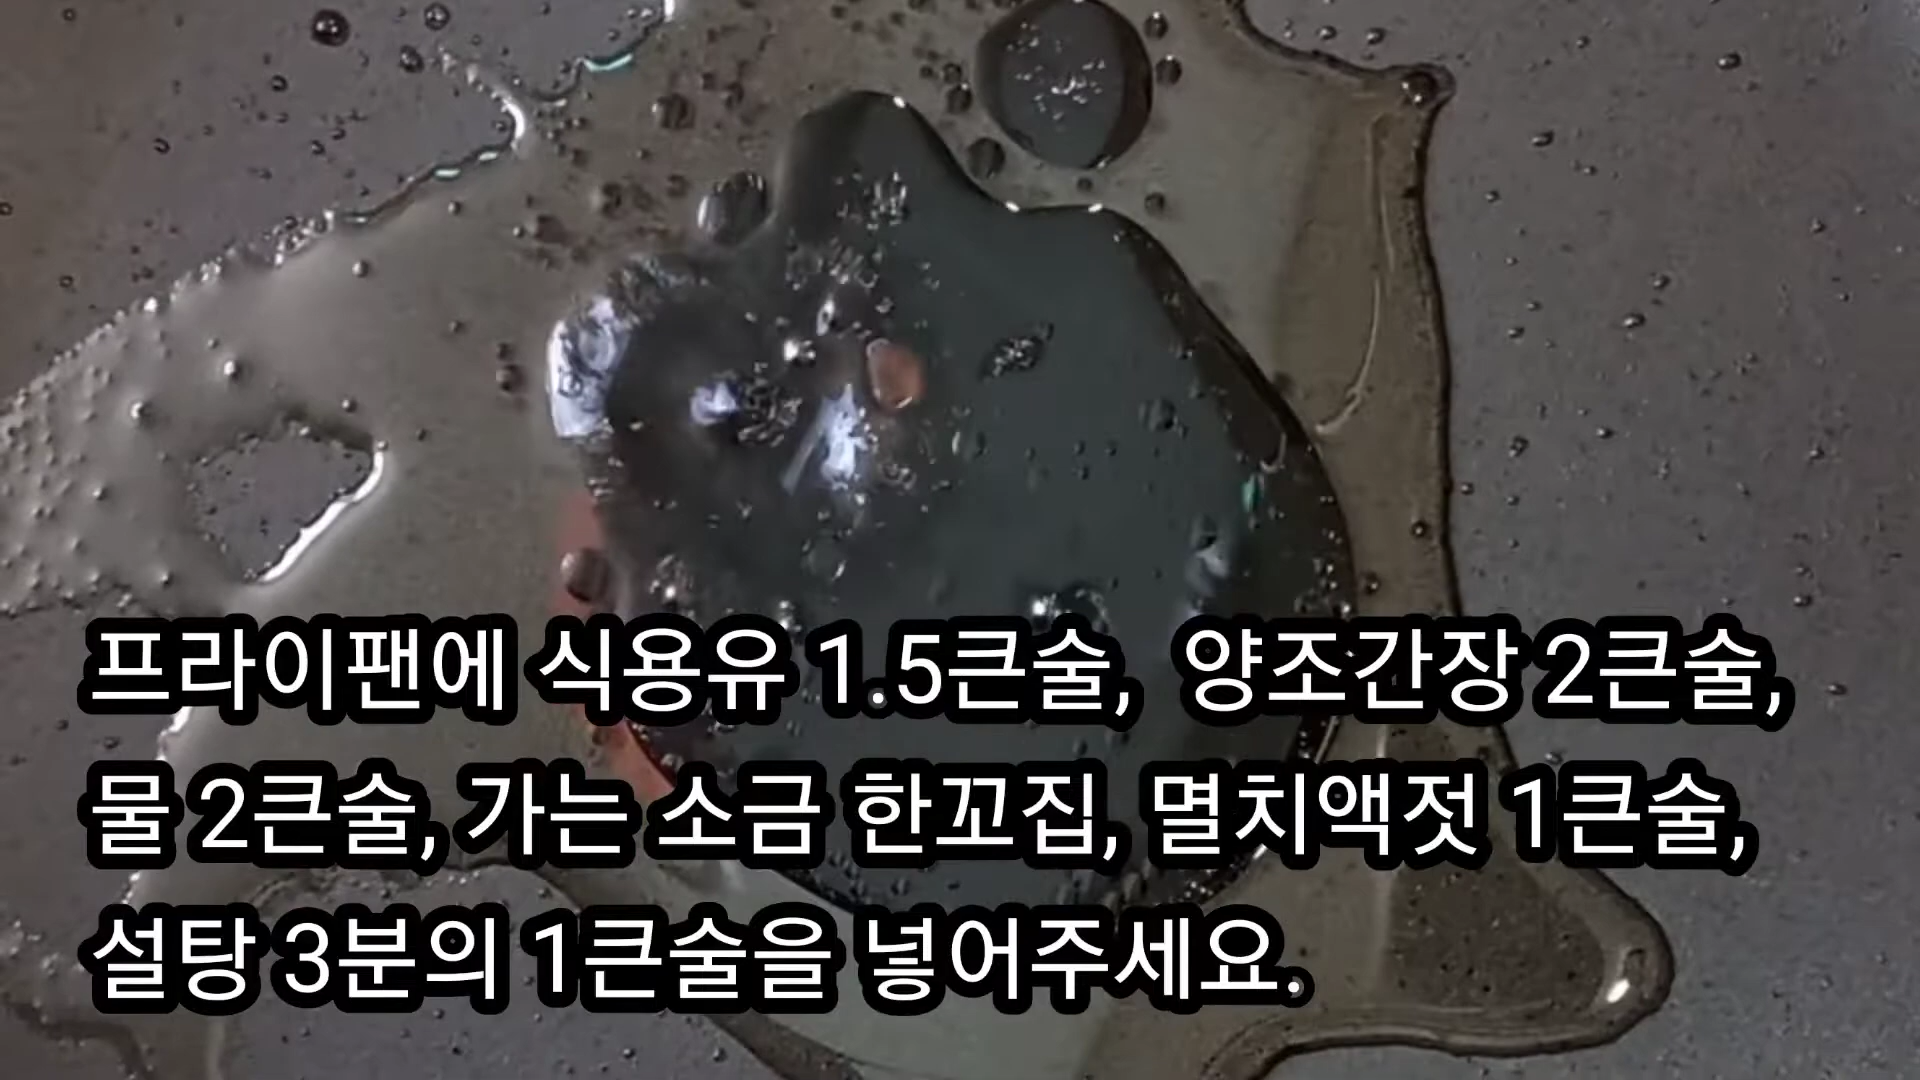 프라이팬에 식용유 1.5큰술, 양조간장 2큰술,
물 2큰술, 가는 소금 한꼬집, 멸치액젓 1큰술,
설탕 3분의 1큰술을 넣어주세요.